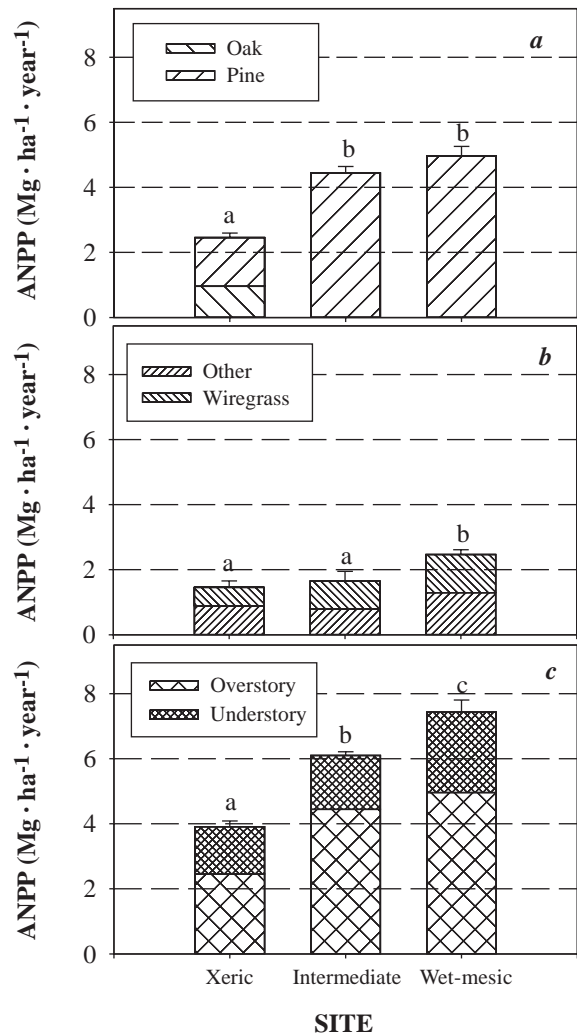 a
Oak
Pine
8
6
4
2
0
a
b
b
ANPP (Mg · ha-1 · year-1)
b
Other
Wiregrass
8
6
4
2
0
a
a
b
ANPP (Mg · ha-1 · year-1)
c
Overstory
Understory
8
6
4
2
0
a
b
c
ANPP (Mg · ha-1 · year-1)
Xeric Intermediate Wet-mesic
SITE